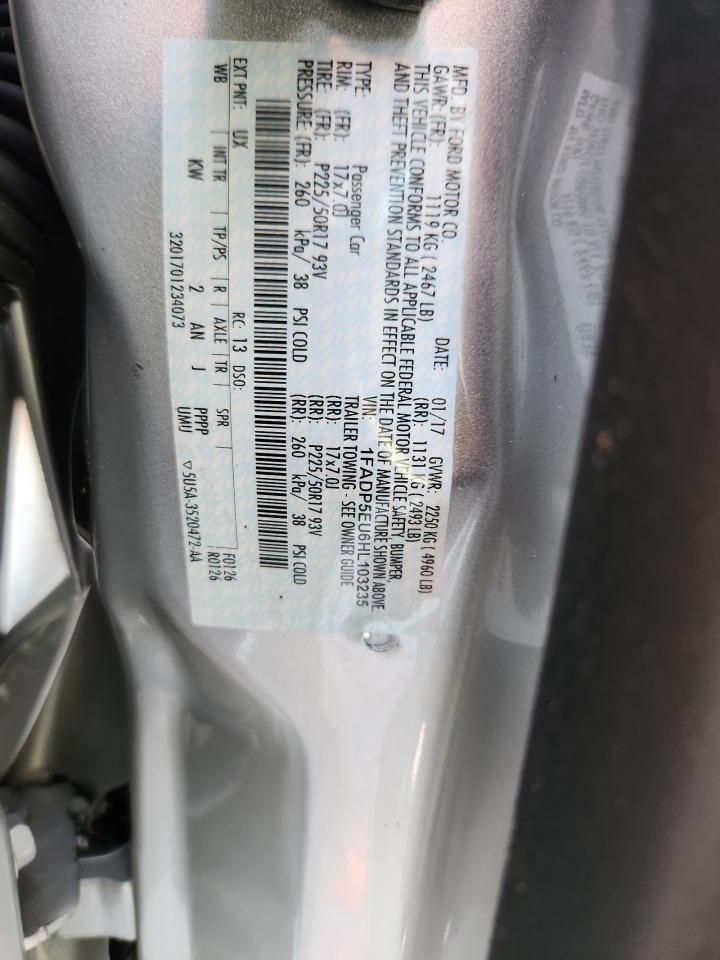 MFD. BY FORD MOTOR CO.
DATE: 01/17 GVWR: 2250 KG ( 4960 LB)
GAWR: (FR): 1119 KG ( 2467 LB) (RR): 1131 KG ( 2493 LB)
THIS VEHICLE CONFORMS TO ALL APPLICABLE FEDERAL MOTOR VEHICLE SAFETY, BUMPER,
AND THEFT PREVENTION STANDARDS IN EFFECT ON THE DATE OF MANUFACTURE SHOWN ABOVE.
VIN: 1FADP5EU6HL103235
TYPE: Passenger Car TRAILER TOWING - SEE OWNER GUIDE
RIM: (FR): 17x7.0J (RR): 17x7.0J
TIRE: (FR): P225/50R17 93V (RR): P225/50R17 93V
PRESSURE: (FR): 260 kPa/ 38 PSI COLD (RR): 260 kPa/ 38 PSI COLD
EXT PNT: UX RC: 13 DSO: F0126
R0126
WB INT TR TP/PS R AXLE TR SPR
KW 2 AN J PPPP
UMU
3201701234073 ▽5U5A-3520472-AA